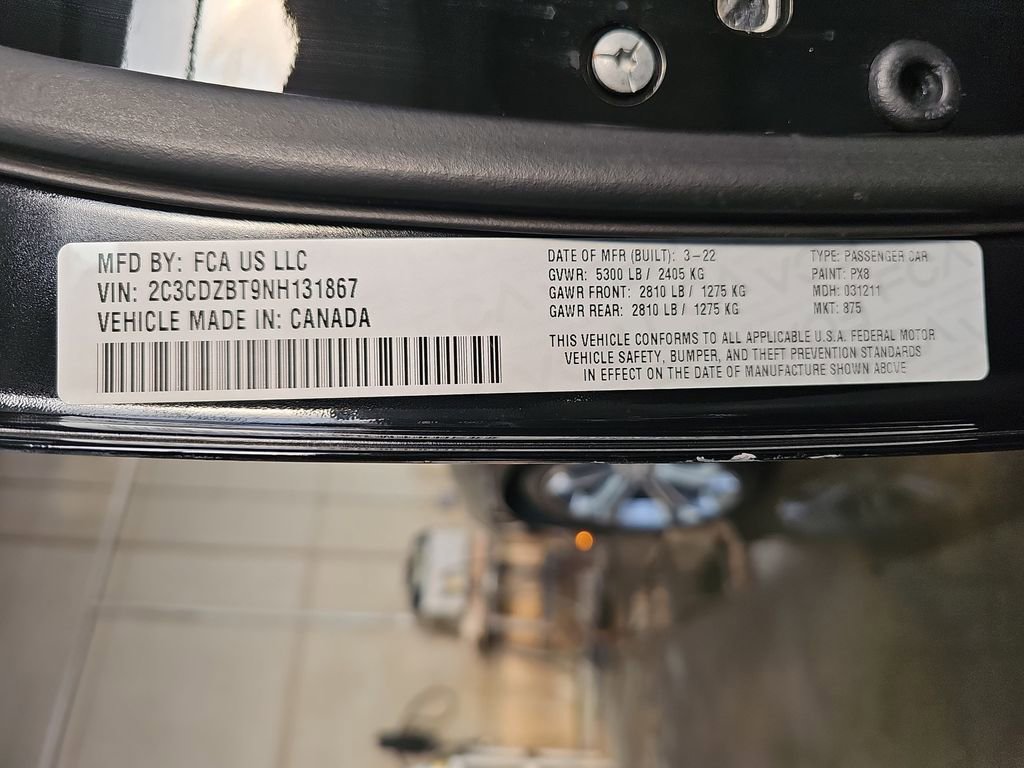 MFD BY: FCA US LLC
VIN: 2C3CDZBT9NH131867
VEHICLE MADE IN: CANADA
DATE OF MFR (BUILT): 3-22
GVWR: 5300 LB / 2405 KG
GAWR FRONT: 2810 LB / 1275 KG
GAWR REAR: 2810 LB / 1275 KG
TYPE: PASSENGER CAR
PAINT: PX8
MDH: 031211
MKT: 875
THIS VEHICLE CONFORMS TO ALL APPLICABLE U.S.A. FEDERAL MOTOR
VEHICLE SAFETY, BUMPER, AND THEFT PREVENTION STANDARDS
IN EFFECT ON THE DATE OF MANUFACTURE SHOWN ABOVE